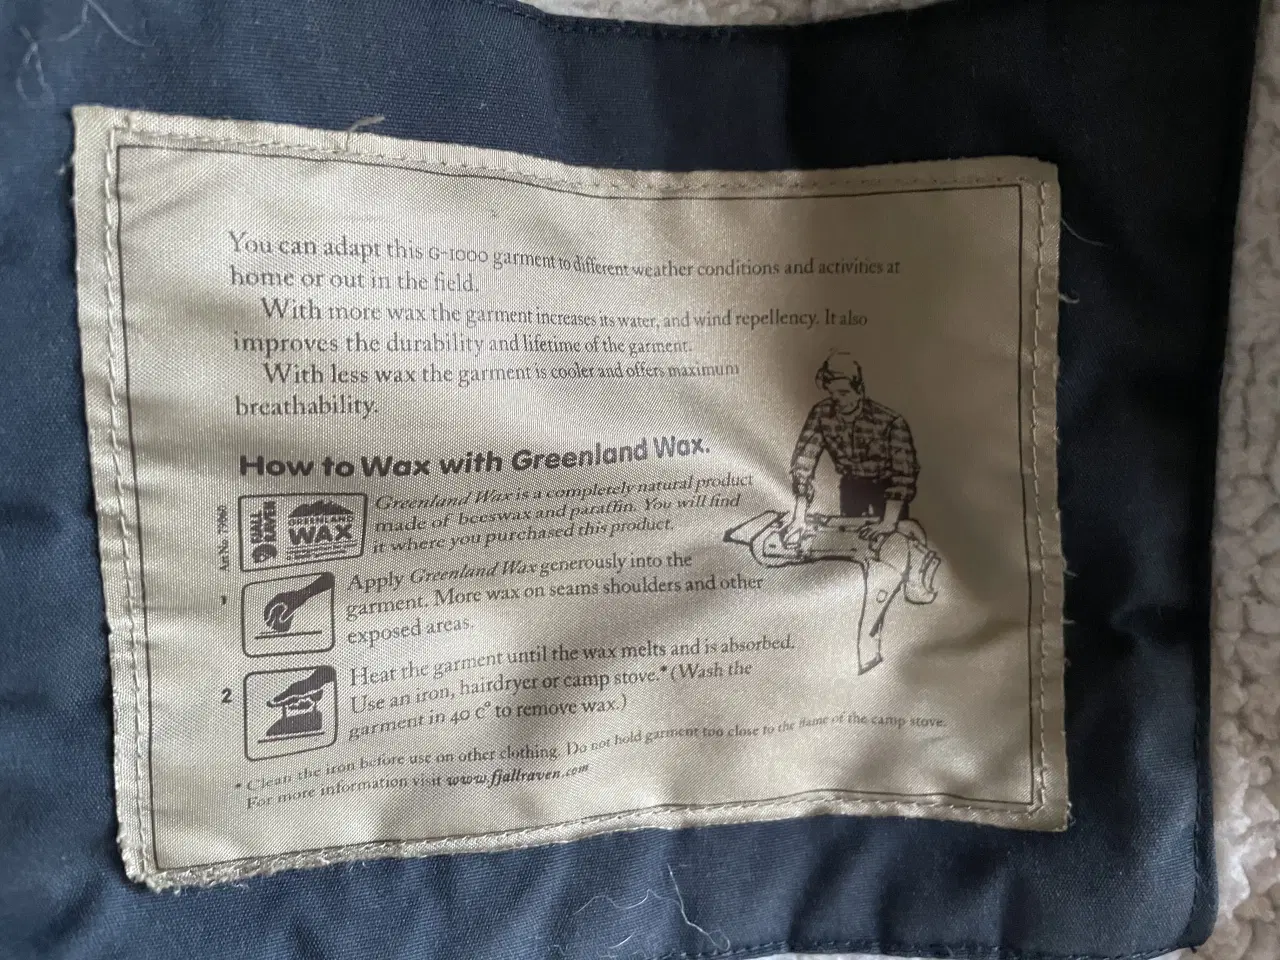 You can adapt this G-1000 garment to different weather conditions and activities at
home or out in the field.
With more wax the garment increases its water, and wind repellency. It also
improves the durability and lifetime of the garment.
With less wax the garment is cooler and offers maximum
breathability.
How to Wax with Greenland Wax.
Art No. 79060
FJALL
RAVEN
GREENLAND
WAX
Greenland Wax is a completely natural product
made of beeswax and paraffin. You will find
it where you purchased this product.
1
Apply Greenland Wax generously into the
garment. More wax on seams shoulders and other
exposed areas.
2
Heat the garment until the wax melts and is absorbed.
Use an iron, hairdryer or camp stove.* (Wash the
garment in 40 c° to remove wax.)
* Clean the iron before use on other clothing. Do not hold garment too close to the flame of the camp stove.
For more information visit www.fjallraven.com